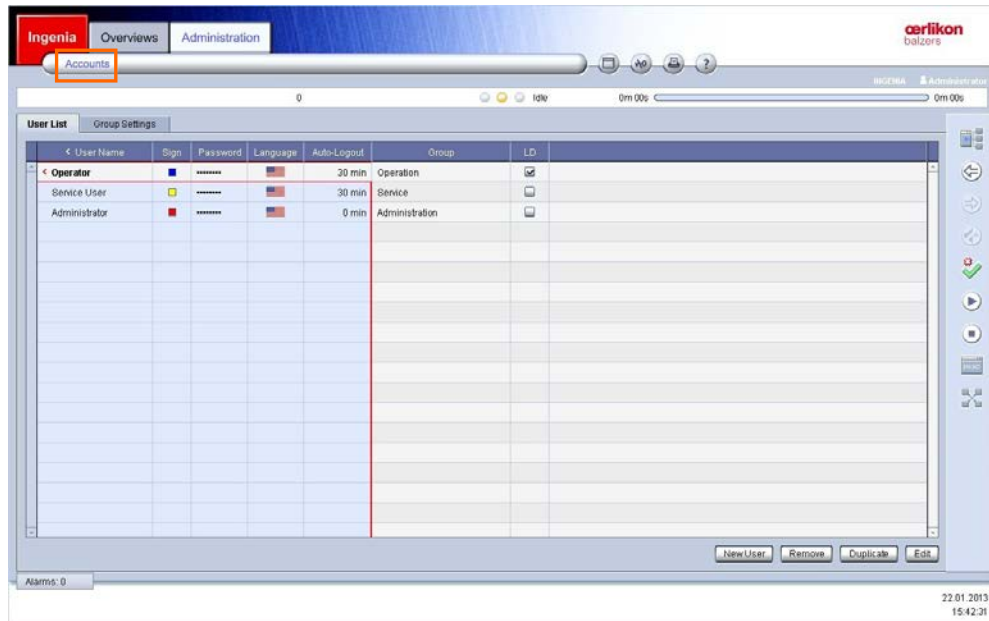 Ingenia Overviews Administration
œrlikon
balzers
Accounts
INGENIA Administrator
0 Idle 0m 00s 0m 00s
User List Group Settings
< User Name Sign Password Language Auto-Logout Group LD
< Operator ******** 30 min Operation
Service User ******** 30 min Service
Administrator ******** 0 min Administration
New User Remove Duplicate Edit
Alarms: 0
22.01.2013
15:42:31